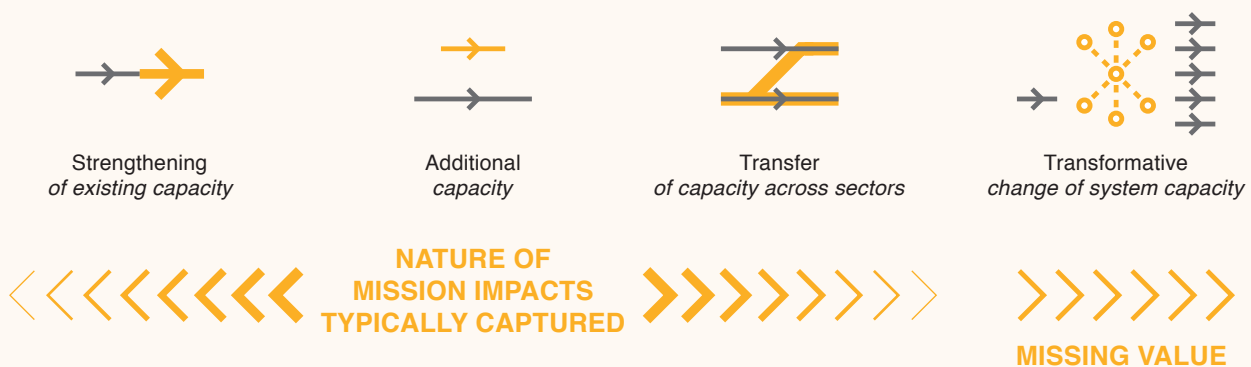 Strengthening
of existing capacity
Additional
capacity
Transfer
of capacity across sectors
Transformative
change of system capacity
NATURE OF
MISSION IMPACTS
TYPICALLY CAPTURED
MISSING VALUE